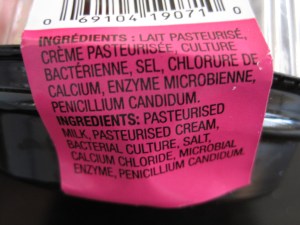 0 69104 19071 0
INGRÉDIENTS : LAIT PASTEURISÉ,
CRÈME PASTEURISÉE, CULTURE
BACTÉRIENNE, SEL, CHLORURE DE
CALCIUM, ENZYME MICROBIENNE,
PENICILLIUM CANDIDUM.
INGREDIENTS: PASTEURISED
MILK, PASTEURISED CREAM,
BACTERIAL CULTURE, SALT,
CALCIUM CHLORIDE, MICROBIAL
ENZYME, PENICILLIUM CANDIDUM.